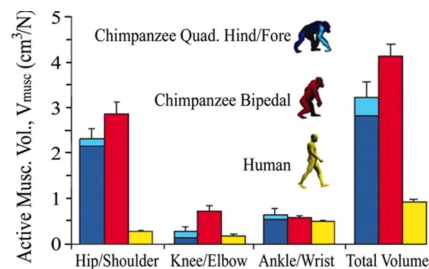 Active Musc. Vol., Vmusc (cm³/N)
5
4
3
2
1
0
Chimpanzee Quad. Hind/Fore
Chimpanzee Bipedal
Human
Hip/Shoulder Knee/Elbow Ankle/Wrist Total Volume